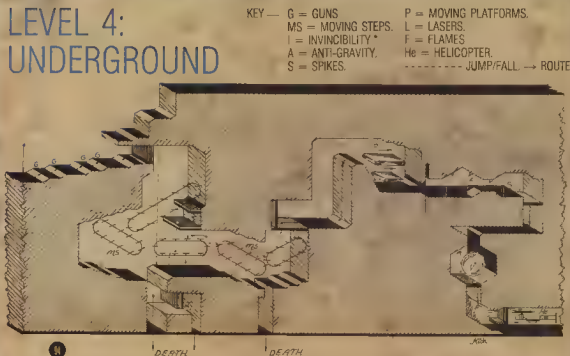 LEVEL 4:
UNDERGROUND
KEY — G = GUNS
MS = MOVING STEPS.
I = INVINCIBILITY*
A = ANTI-GRAVITY.
S = SPIKES.
P = MOVING PLATFORMS.
L = LASERS.
F = FLAMES
He = HELICOPTER.
-------- JUMP/FALL. → ROUTE
G G G G
MS
MS
DEATH
DEATH